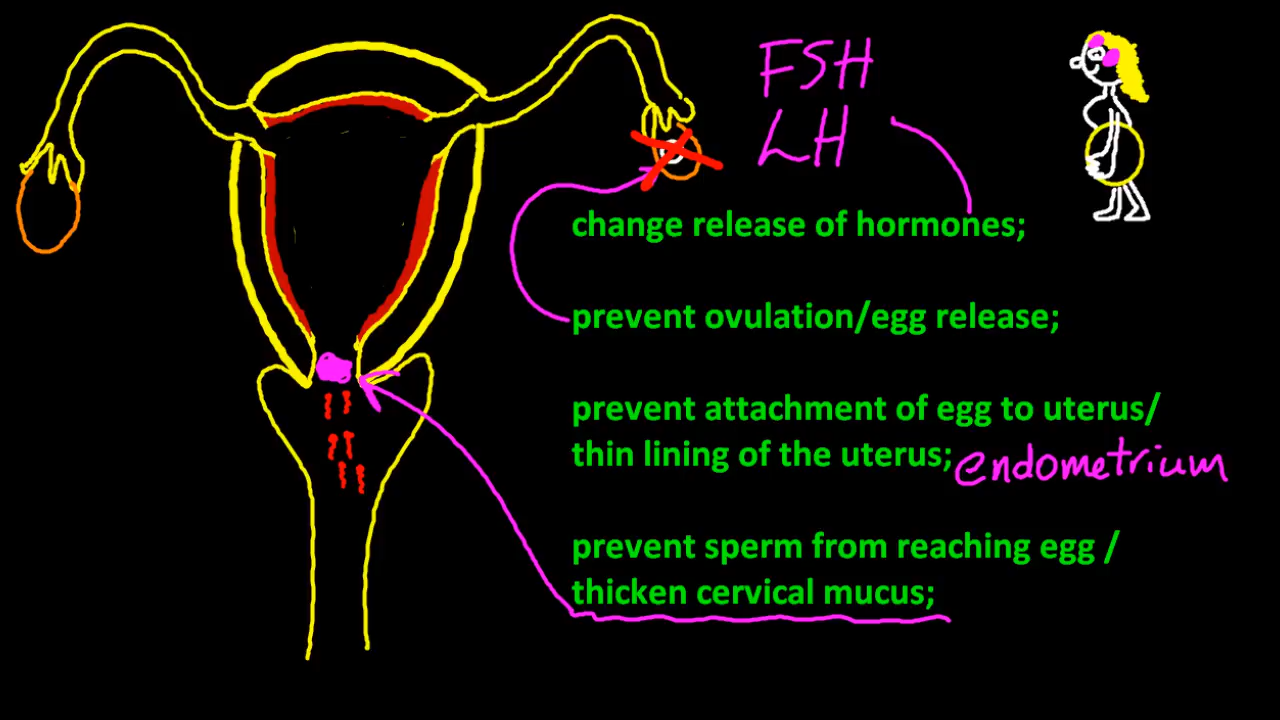 FSH
LH
change release of hormones;
prevent ovulation/egg release;
prevent attachment of egg to uterus/
thin lining of the uterus; endometrium
prevent sperm from reaching egg /
thicken cervical mucus;